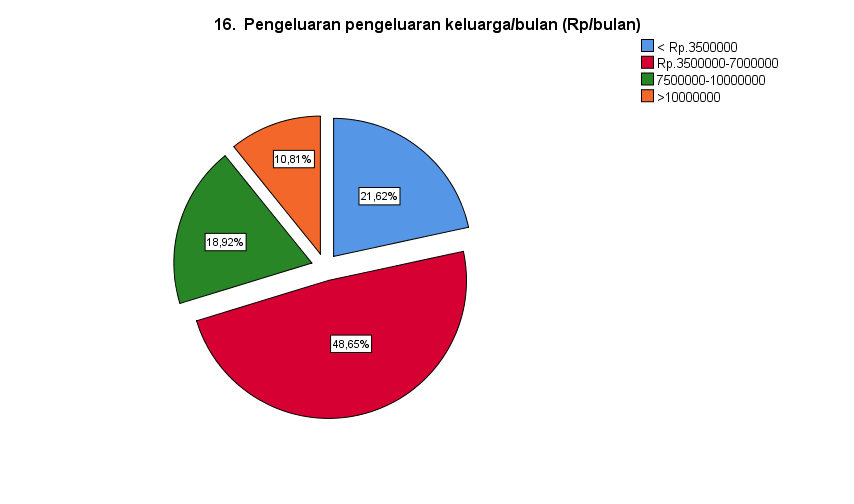 16. Pengeluaran pengeluaran keluarga/bulan (Rp/bulan)
< Rp.3500000
Rp.3500000-7000000
7500000-10000000
>10000000
10,81%
21,62%
18,92%
48,65%